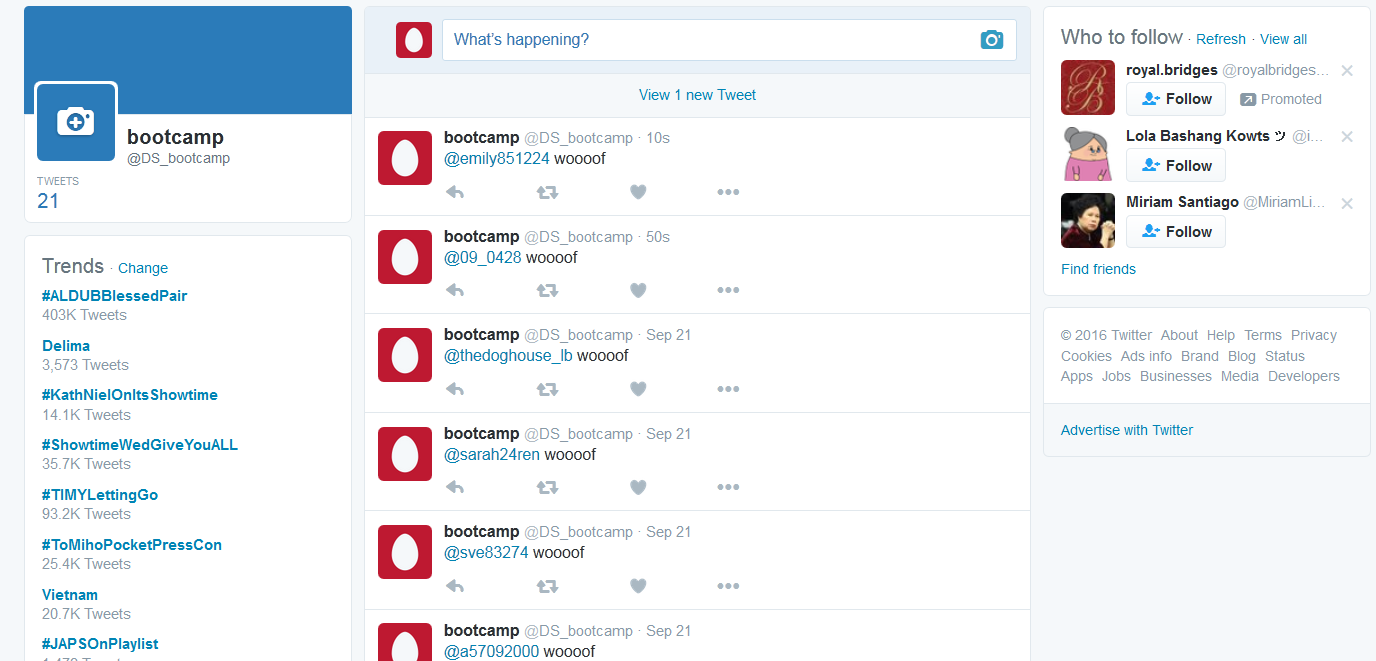 bootcamp
@DS_bootcamp
TWEETS
21
Trends · Change
#ALDUBBlessedPair
403K Tweets
Delima
3,573 Tweets
#KathNielOnItsShowtime
14.1K Tweets
#ShowtimeWedGiveYouALL
35.7K Tweets
#TIMYLettingGo
93.2K Tweets
#ToMihoPocketPressCon
25.4K Tweets
Vietnam
20.7K Tweets
#JAPSOnPlaylist
What's happening?
View 1 new Tweet
bootcamp @DS_bootcamp · 10s
@emily851224 woooof
bootcamp @DS_bootcamp · 50s
@09_0428 woooof
bootcamp @DS_bootcamp · Sep 21
@thedoghouse_lb woooof
bootcamp @DS_bootcamp · Sep 21
@sarah24ren woooof
bootcamp @DS_bootcamp · Sep 21
@sve83274 woooof
bootcamp @DS_bootcamp · Sep 21
@a57092000 woooof
Who to follow · Refresh · View all
royal.bridges @royalbridges...
Follow Promoted
Lola Bashang Kowts ツ @i...
Follow
Miriam Santiago @MiriamLi...
Follow
Find friends
© 2016 Twitter About Help Terms Privacy
Cookies Ads info Brand Blog Status
Apps Jobs Businesses Media Developers
Advertise with Twitter